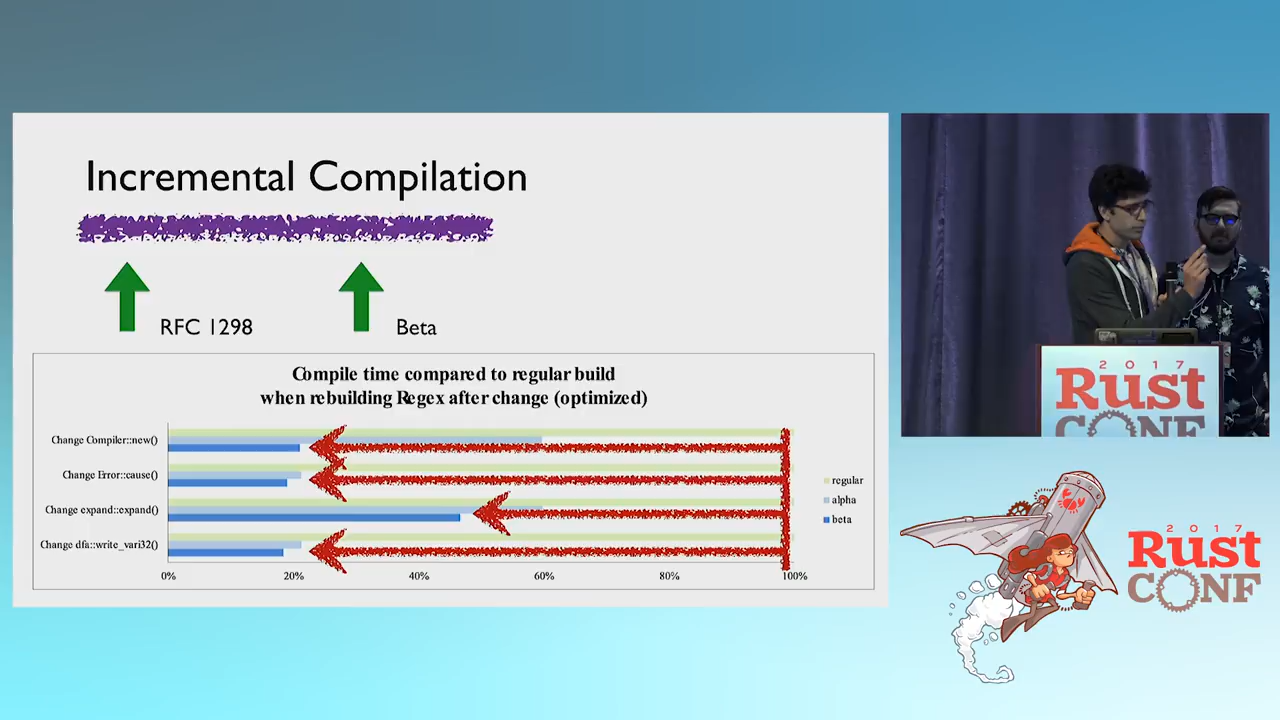 Incremental Compilation
RFC 1298
Beta
Compile time compared to regular build
when rebuilding Regex after change (optimized)
Change Compiler::new()
Change Error::cause()
Change expand::expand()
Change dfa::write_vari32()
0%
20%
40%
60%
80%
100%
regular
alpha
beta
2017
Rust
CONF
2017
Rust
CONF